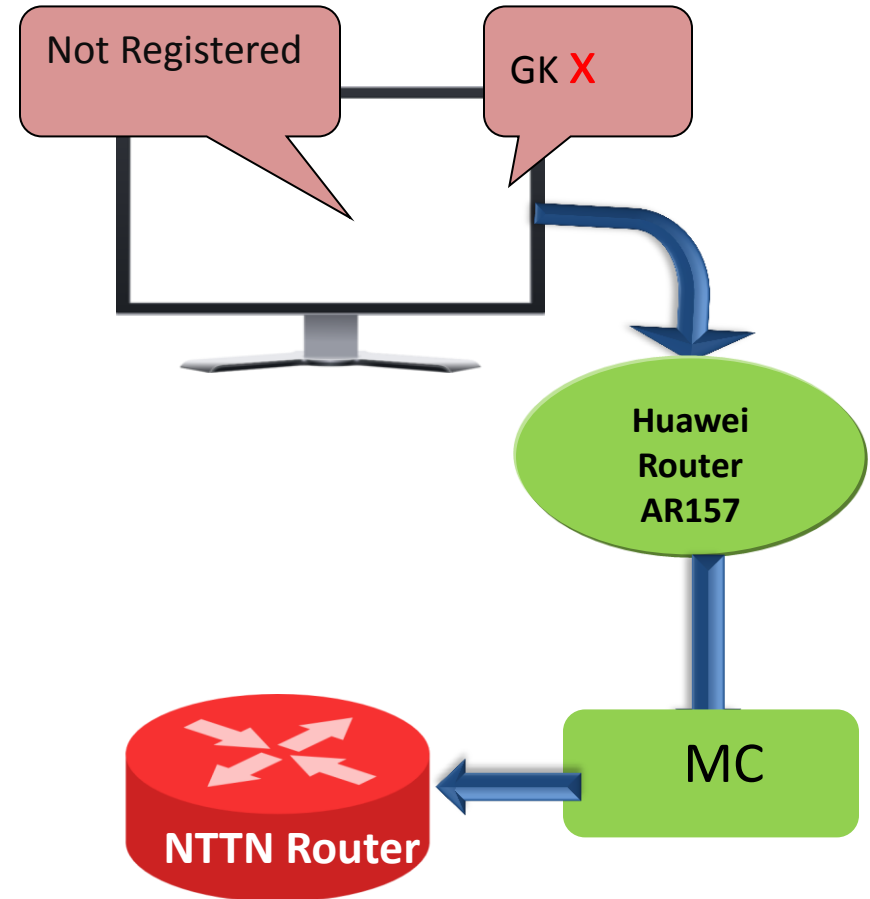 Not Registered
GK X
Huawei
Router
AR157
MC
NTTN Router